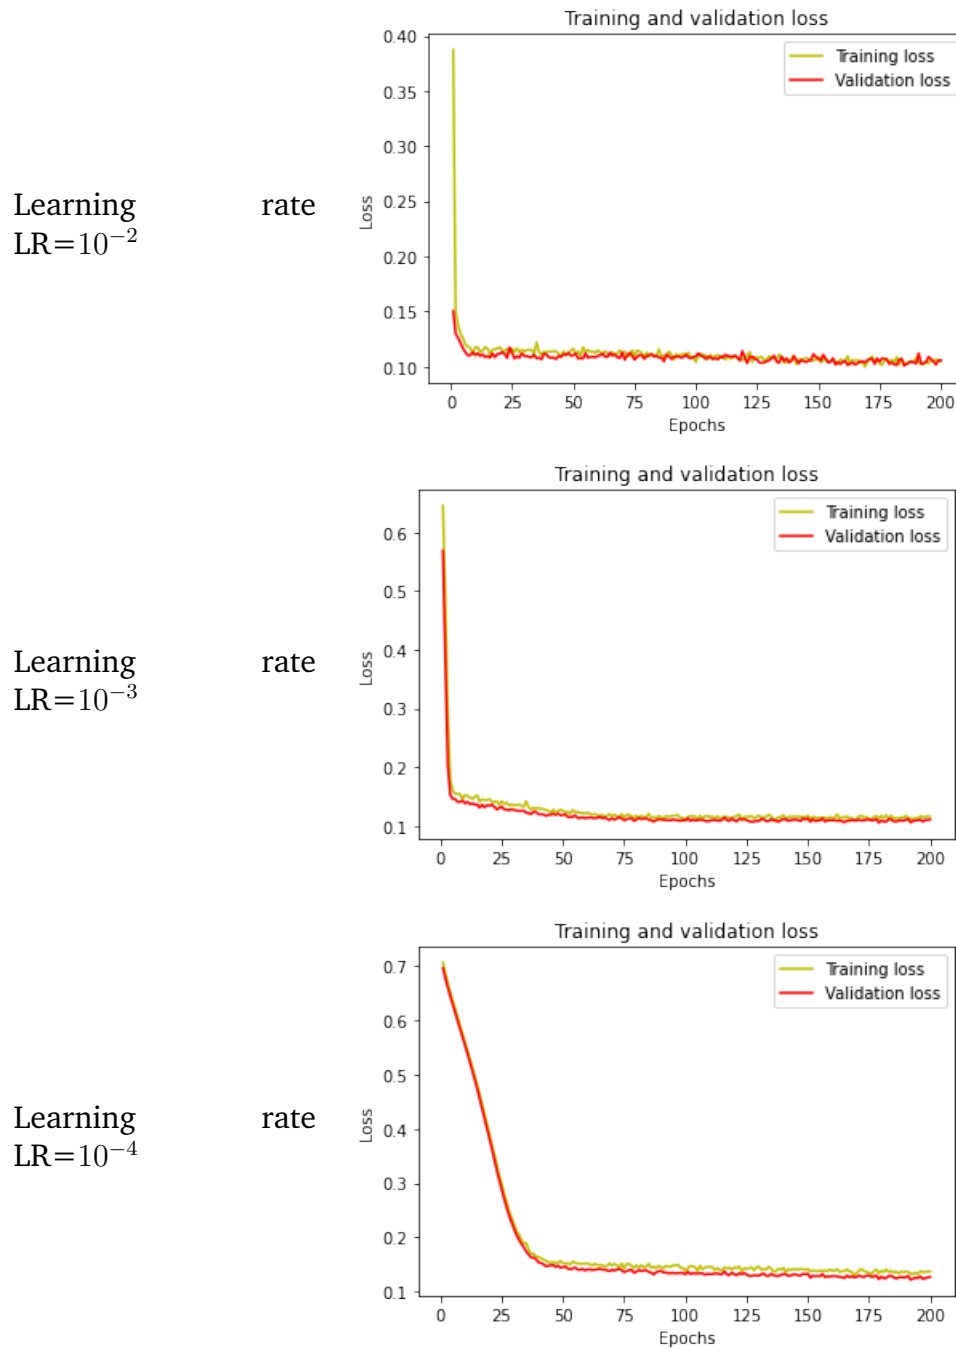 Training and validation loss
0.40
0.35
0.30
0.25
0.20
0.15
0.10
Loss
Training loss
Validation loss
0 25 50 75 100 125 150 175 200
Epochs
Learning rate
LR=10⁻²
Training and validation loss
0.6
0.5
0.4
0.3
0.2
0.1
Loss
Training loss
Validation loss
0 25 50 75 100 125 150 175 200
Epochs
Learning rate
LR=10⁻³
Training and validation loss
0.7
0.6
0.5
0.4
0.3
0.2
0.1
Loss
Training loss
Validation loss
0 25 50 75 100 125 150 175 200
Epochs
Learning rate
LR=10⁻⁴